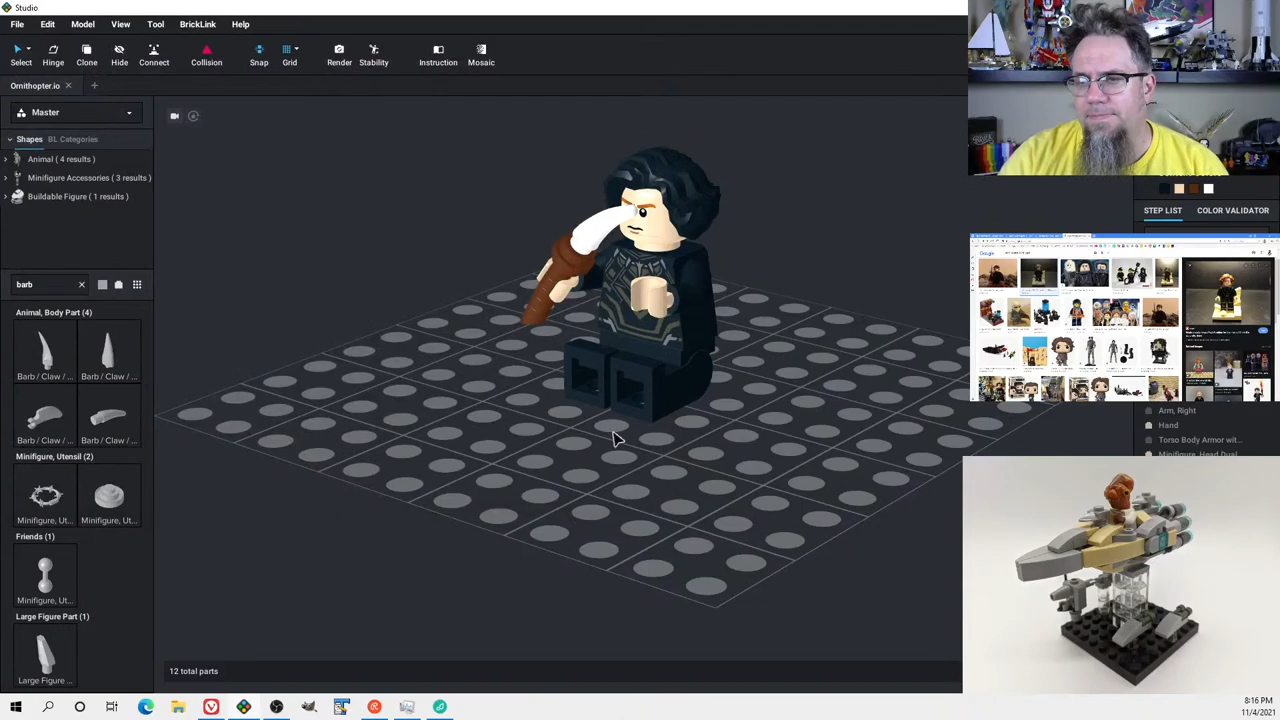 Studio
File Edit Model View Tool BrickLink Help
Select Hinge Clone Hide Connect Collision Snap Grids Render Stability Instruction Mosaic
Ornithopter.io
Master
Shapes BL Categories
Animal ( 4 results )
Minifigure Accessories ( 3 results )
Buildable Figure ( 1 results )
barb
Animal, Body Part (4)
Barb / Claw / ... Barb / Claw / ...
Barb / Claw / ... Barb / Claw / ...
Minifigure, Utensil (2)
Minifigure, Ut... Minifigure, Ut...
Friends (1)
Minifigure, Ut...
Large Figure Part (1)
Large Figure ...
12 total parts
STEP LIST COLOR VALIDATOR
Arm, Right
Hand
Torso Body Armor wit...
Minifigure, Head Dual
8:16 PM
11/4/2021